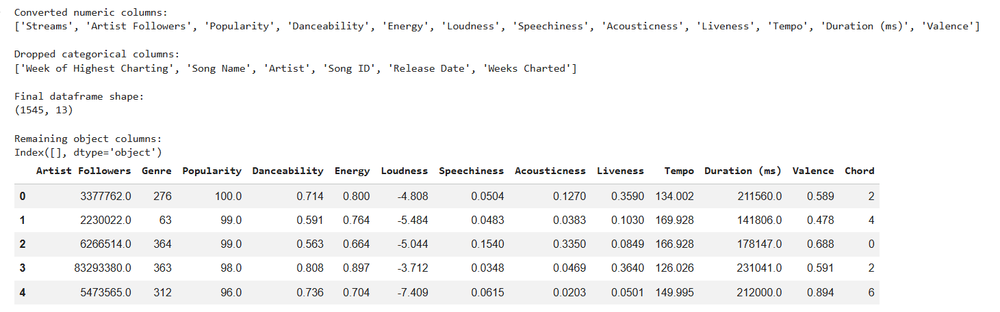 Converted numeric columns:
['Streams', 'Artist Followers', 'Popularity', 'Danceability', 'Energy', 'Loudness', 'Speechiness', 'Acousticness', 'Liveness', 'Tempo', 'Duration (ms)', 'Valence']
Dropped categorical columns:
['Week of Highest Charting', 'Song Name', 'Artist', 'Song ID', 'Release Date', 'Weeks Charted']
Final dataframe shape:
(1545, 13)
Remaining object columns:
Index([], dtype='object')
Artist Followers Genre Popularity Danceability Energy Loudness Speechiness Acousticness Liveness Tempo Duration (ms) Valence Chord
0 3377762.0 276 100.0 0.714 0.800 -4.808 0.0504 0.1270 0.3590 134.002 211560.0 0.589 2
1 2230022.0 63 99.0 0.591 0.764 -5.484 0.0483 0.0383 0.1030 169.928 141806.0 0.478 4
2 6266514.0 364 99.0 0.563 0.664 -5.044 0.1540 0.3350 0.0849 166.928 178147.0 0.688 0
3 83293380.0 363 98.0 0.808 0.897 -3.712 0.0348 0.0469 0.3640 126.026 231041.0 0.591 2
4 5473565.0 312 96.0 0.736 0.704 -7.409 0.0615 0.0203 0.0501 149.995 212000.0 0.894 6